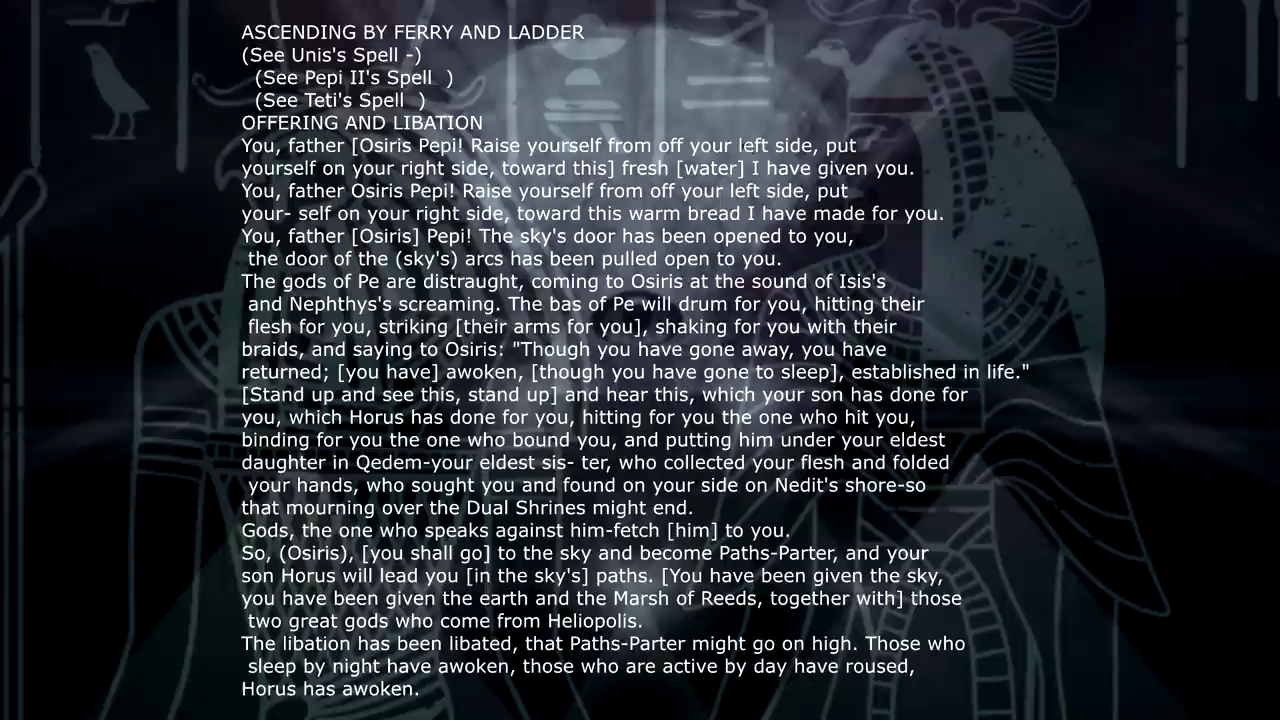 ASCENDING BY FERRY AND LADDER
(See Unis's Spell -)
(See Pepi II's Spell  )
(See Teti's Spell  )
OFFERING AND LIBATION
You, father [Osiris Pepi! Raise yourself from off your left side, put
yourself on your right side, toward this] fresh [water] I have given you.
You, father Osiris Pepi! Raise yourself from off your left side, put
your- self on your right side, toward this warm bread I have made for you.
You, father [Osiris] Pepi! The sky's door has been opened to you,
the door of the (sky's) arcs has been pulled open to you.
The gods of Pe are distraught, coming to Osiris at the sound of Isis's
and Nephthys's screaming. The bas of Pe will drum for you, hitting their
flesh for you, striking [their arms for you], shaking for you with their
braids, and saying to Osiris: "Though you have gone away, you have
returned; [you have] awoken, [though you have gone to sleep], established in life."
[Stand up and see this, stand up] and hear this, which your son has done for
you, which Horus has done for you, hitting for you the one who hit you,
binding for you the one who bound you, and putting him under your eldest
daughter in Qedem-your eldest sis- ter, who collected your flesh and folded
your hands, who sought you and found on your side on Nedit's shore-so
that mourning over the Dual Shrines might end.
Gods, the one who speaks against him-fetch [him] to you.
So, (Osiris), [you shall go] to the sky and become Paths-Parter, and your
son Horus will lead you [in the sky's] paths. [You have been given the sky,
you have been given the earth and the Marsh of Reeds, together with] those
two great gods who come from Heliopolis.
The libation has been libated, that Paths-Parter might go on high. Those who
sleep by night have awoken, those who are active by day have roused,
Horus has awoken.